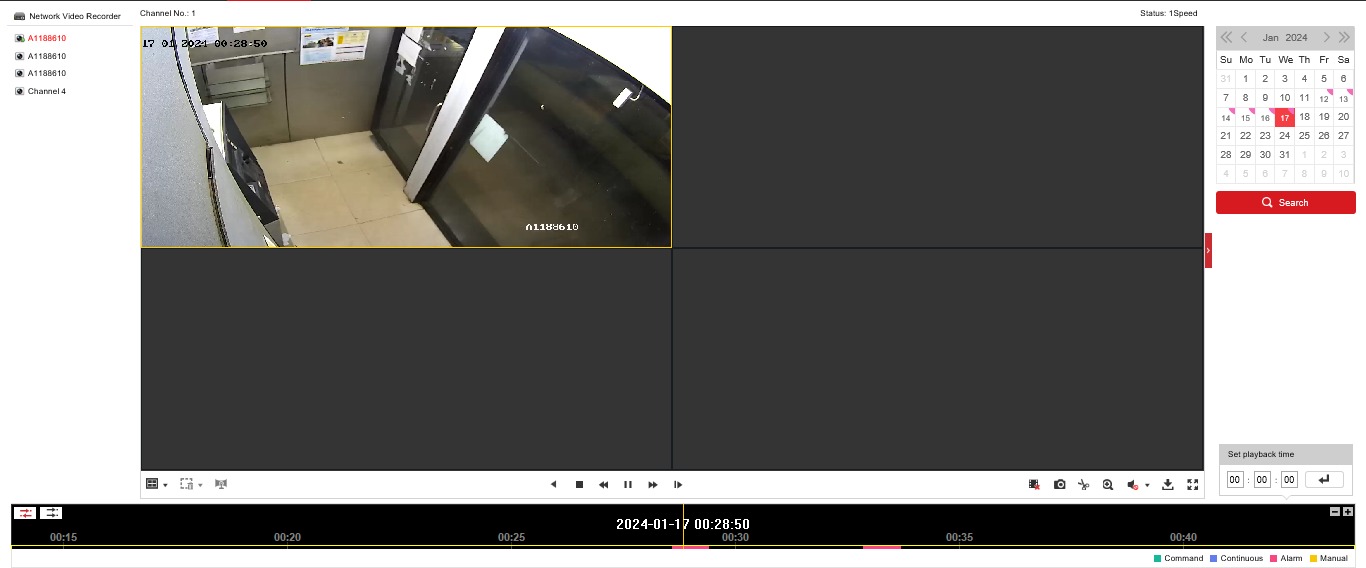 Network Video Recorder
A1188610
A1188610
A1188610
Channel 4
Channel No.: 1
Status: 1Speed
17 01 2024 00:28:50
A1188610
Jan 2024
Su Mo Tu We Th Fr Sa
31 1 2 3 4 5 6
7 8 9 10 11 12 13
14 15 16 17 18 19 20
21 22 23 24 25 26 27
28 29 30 31 1 2 3
4 5 6 7 8 9 10
Search
Set playback time
00 : 00 : 00
2024-01-17 00:28:50
00:15 00:20 00:25 00:30 00:35 00:40
Command Continuous Alarm Manual